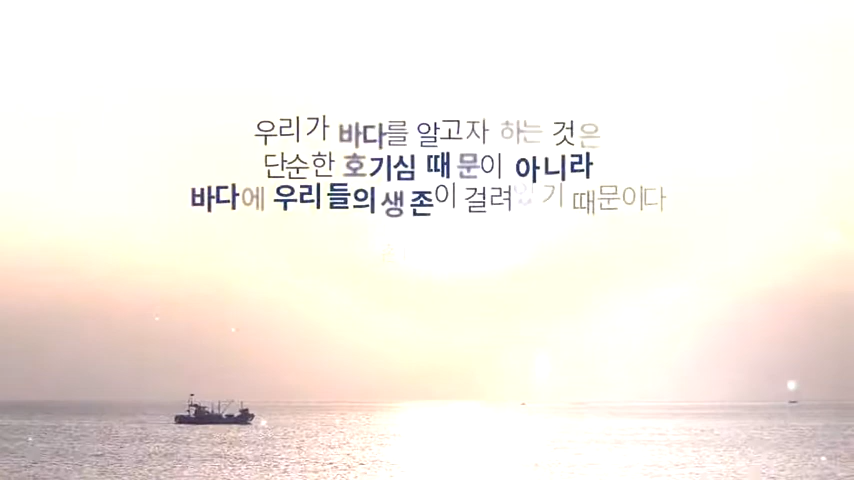 우리가 바다를 알고자 하는 것은
단순한 호기심 때문이 아니라
바다에 우리들의 생존이 걸려있기 때문이다